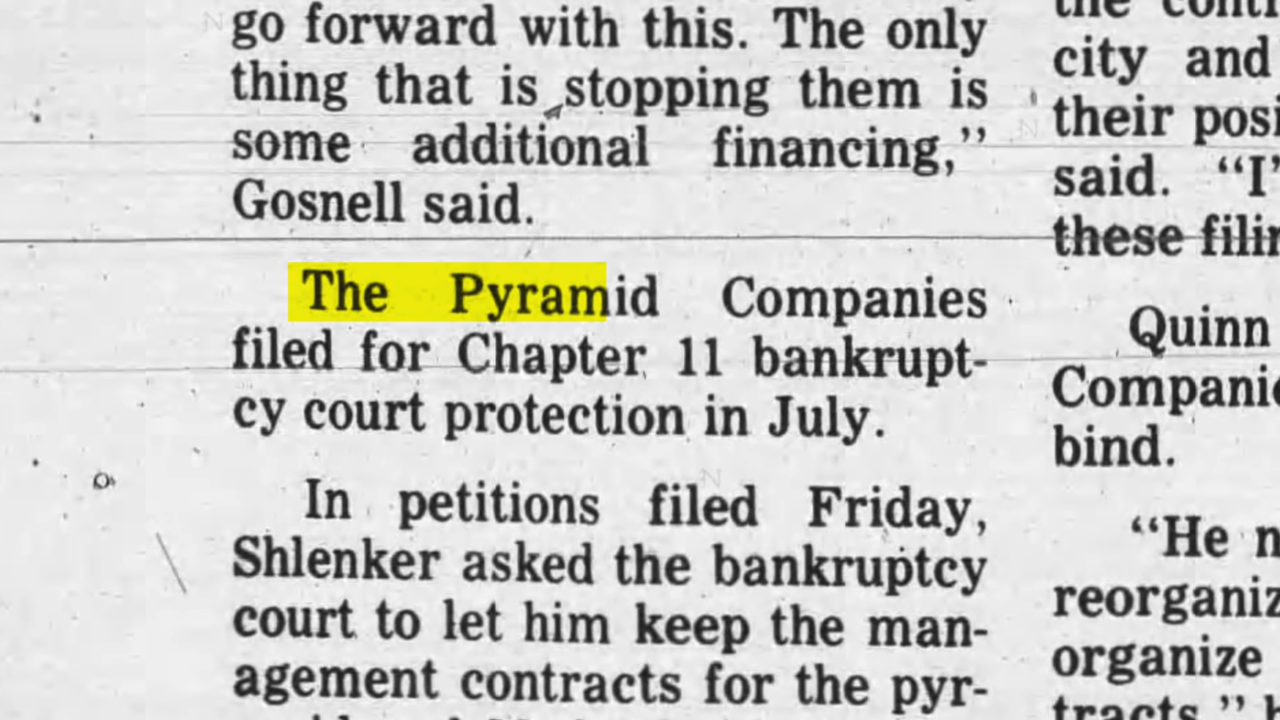 go forward with this. The only
thing that is stopping them is
some additional financing,”
Gosnell said.
The Pyramid Companies
filed for Chapter 11 bankrupt-
cy court protection in July.
In petitions filed Friday,
Shlenker asked the bankruptcy
court to let him keep the man-
agement contracts for the pyr-
city and
their posi
said. “I’
these filin
Quinn
Companie
bind.
“He n
reorganiz
organize
tracts,”